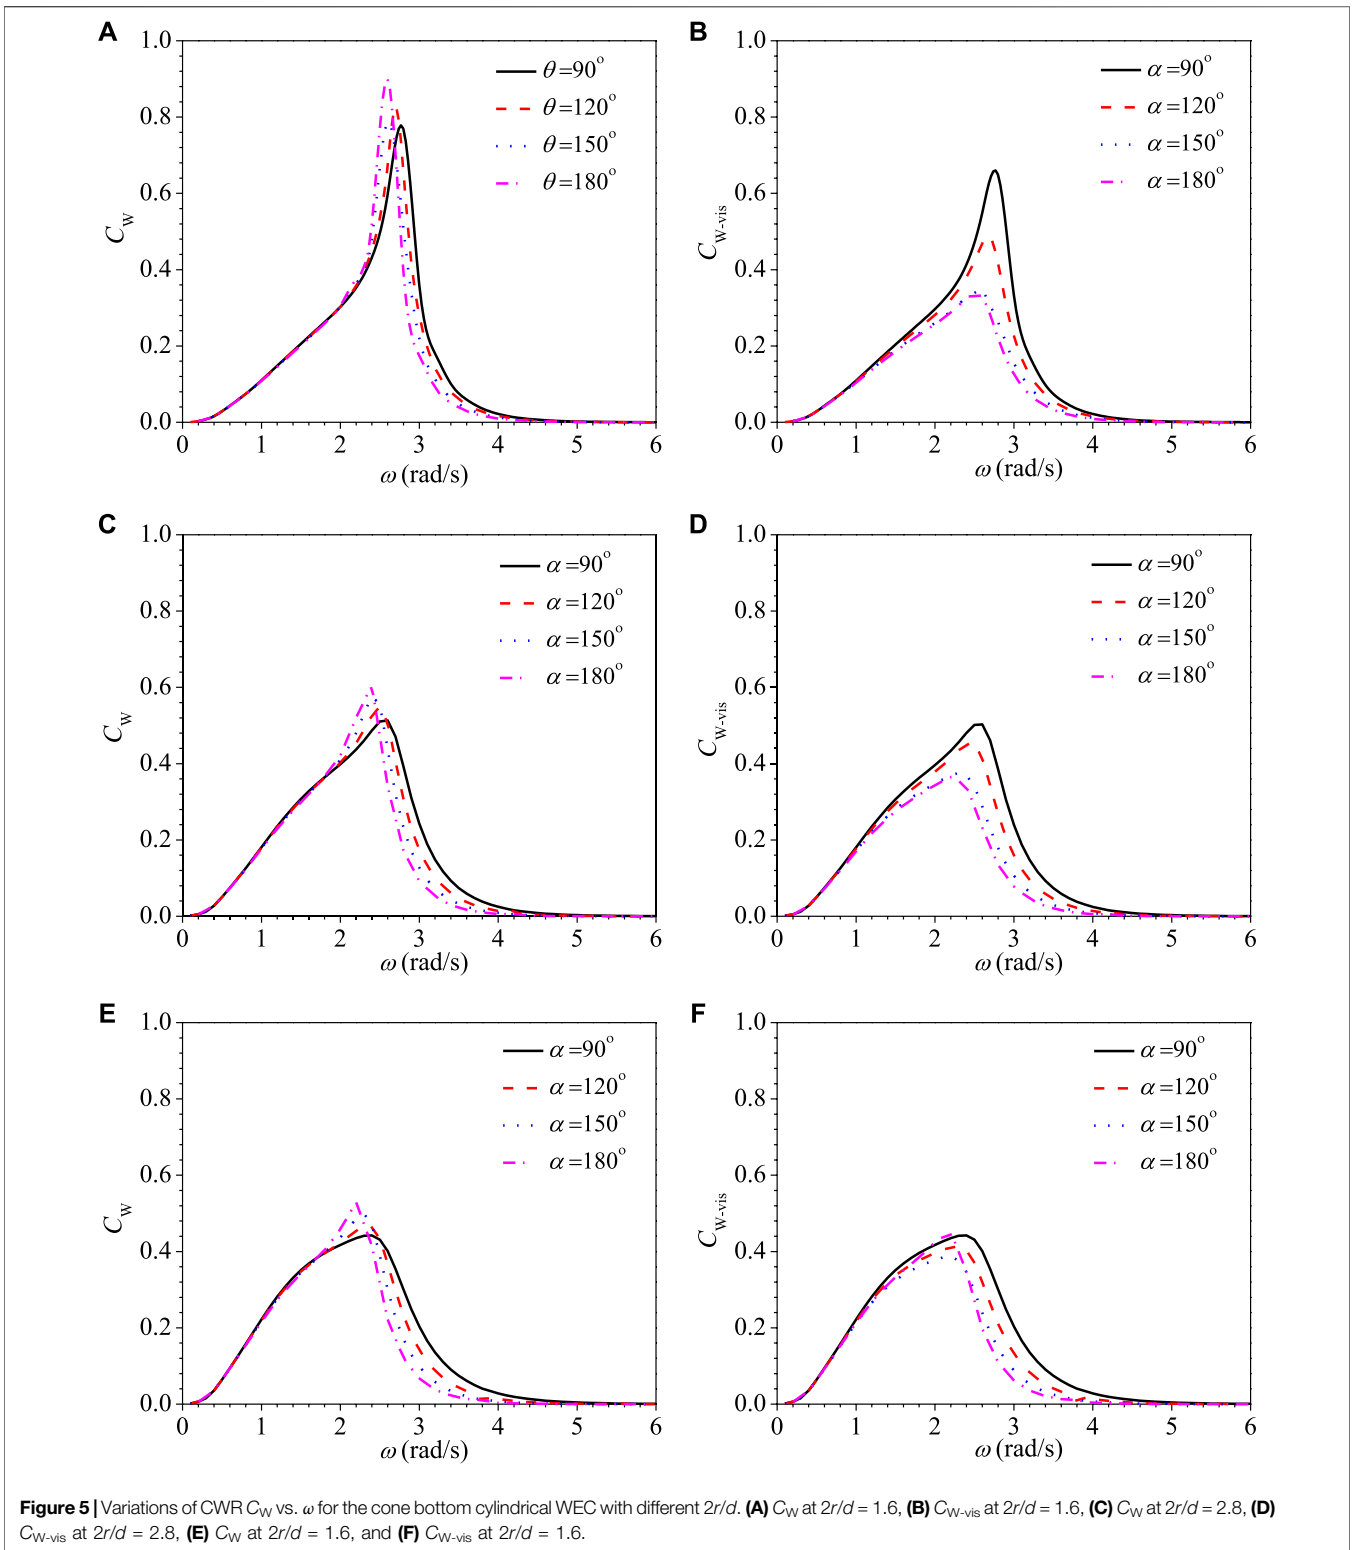 A
1.0
0.8
0.6
0.4
0.2
0.0
C_W
θ=90°
θ=120°
θ=150°
θ=180°
0 1 2 3 4 5 6
ω (rad/s)
B
1.0
0.8
0.6
0.4
0.2
0.0
C_W-vis
α=90°
α=120°
α=150°
α=180°
0 1 2 3 4 5 6
ω (rad/s)
C
1.0
0.8
0.6
0.4
0.2
0.0
C_W
α=90°
α=120°
α=150°
α=180°
0 1 2 3 4 5 6
ω (rad/s)
D
1.0
0.8
0.6
0.4
0.2
0.0
C_W-vis
α=90°
α=120°
α=150°
α=180°
0 1 2 3 4 5 6
ω (rad/s)
E
1.0
0.8
0.6
0.4
0.2
0.0
C_W
α=90°
α=120°
α=150°
α=180°
0 1 2 3 4 5 6
ω (rad/s)
F
1.0
0.8
0.6
0.4
0.2
0.0
C_W-vis
α=90°
α=120°
α=150°
α=180°
0 1 2 3 4 5 6
ω (rad/s)
Figure 5 | Variations of CWR C_W vs. ω for the cone bottom cylindrical WEC with different 2r/d. (A) C_W at 2r/d = 1.6, (B) C_W-vis at 2r/d = 1.6, (C) C_W at 2r/d = 2.8, (D)
C_W-vis at 2r/d = 2.8, (E) C_W at 2r/d = 1.6, and (F) C_W-vis at 2r/d = 1.6.